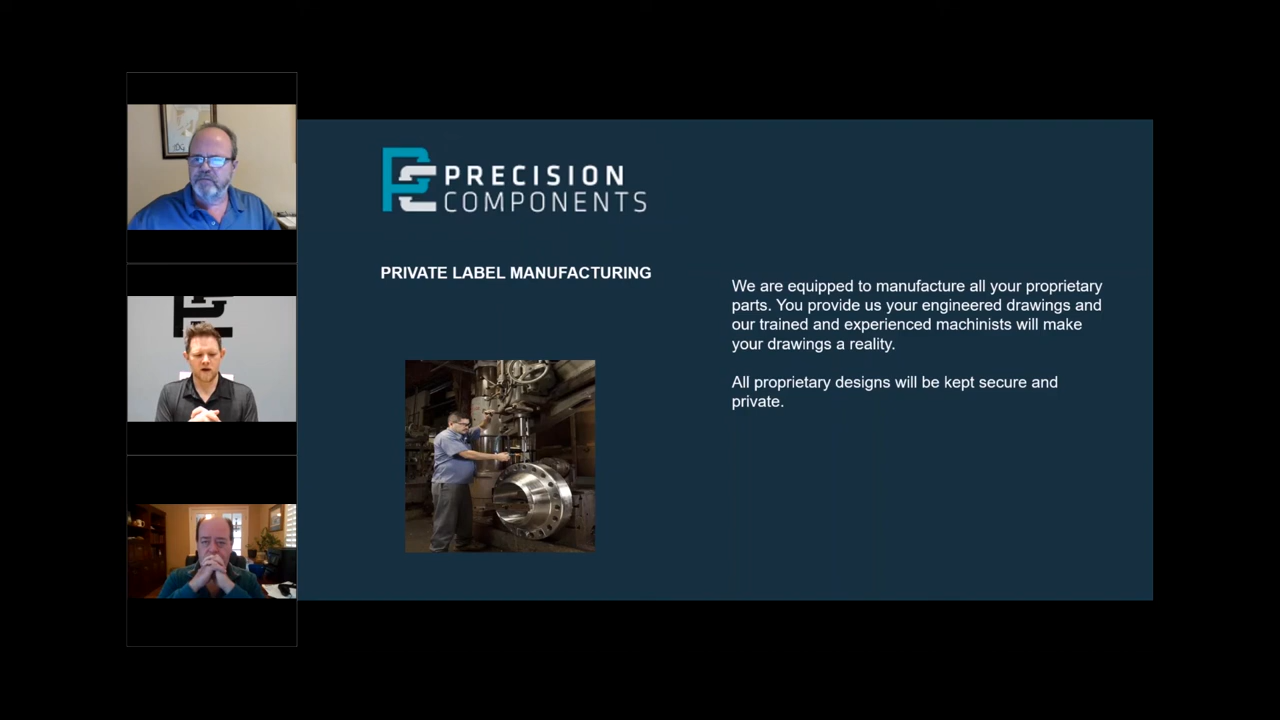 PRECISION
COMPONENTS
PRIVATE LABEL MANUFACTURING
We are equipped to manufacture all your proprietary
parts. You provide us your engineered drawings and
our trained and experienced machinists will make
your drawings a reality.
All proprietary designs will be kept secure and
private.